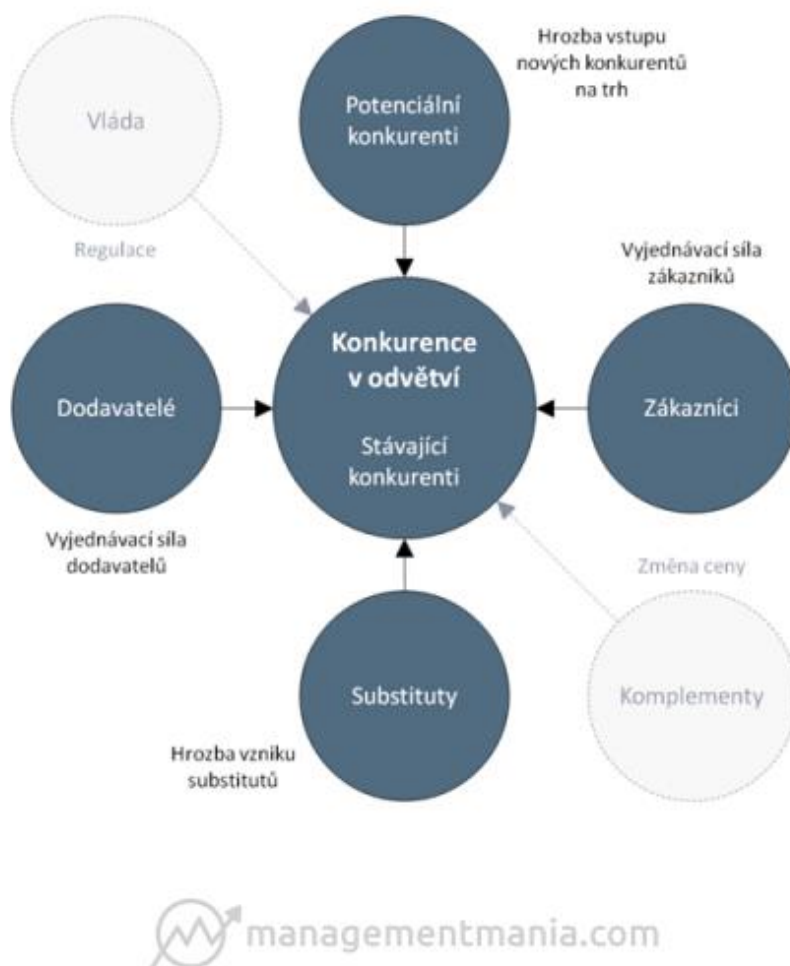 Hrozba vstupu
nových konkurentů
na trh
Potenciální
konkurenti
Vláda
Regulace
Vyjednávací síla
zákazníků
Konkurence
v odvětví
Stávající
konkurenti
Dodavatelé
Zákazníci
Vyjednávací síla
dodavatelů
Změna ceny
Substituty
Komplementy
Hrozba vzniku
substitutů
managementmania.com